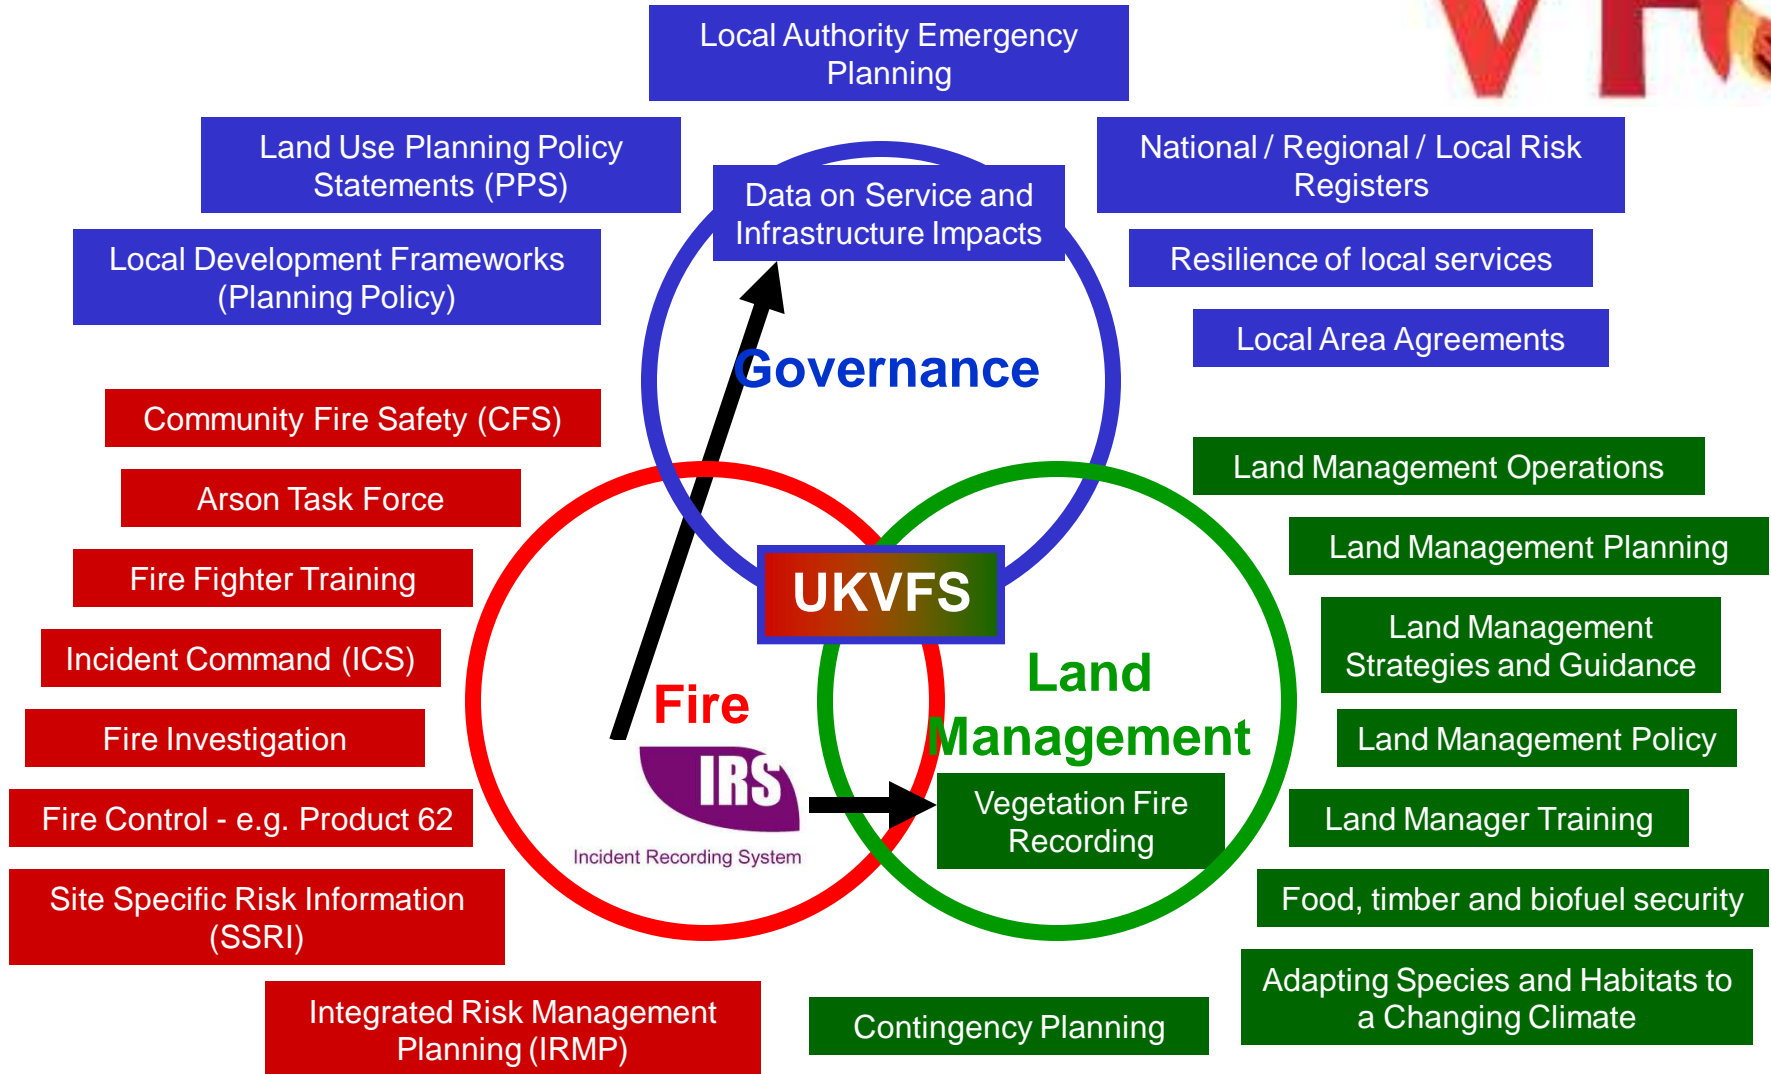 VF
Local Authority Emergency
Planning
Land Use Planning Policy
Statements (PPS)
National / Regional / Local Risk
Registers
Data on Service and
Infrastructure Impacts
Local Development Frameworks
(Planning Policy)
Resilience of local services
Local Area Agreements
Governance
Community Fire Safety (CFS)
Arson Task Force
Fire Fighter Training
Incident Command (ICS)
Fire Investigation
Fire Control - e.g. Product 62
Site Specific Risk Information
(SSRI)
Integrated Risk Management
Planning (IRMP)
UKVFS
Fire
IRS
Incident Recording System
Land
Management
Vegetation Fire
Recording
Land Management Operations
Land Management Planning
Land Management
Strategies and Guidance
Land Management Policy
Land Manager Training
Food, timber and biofuel security
Adapting Species and Habitats to
a Changing Climate
Contingency Planning